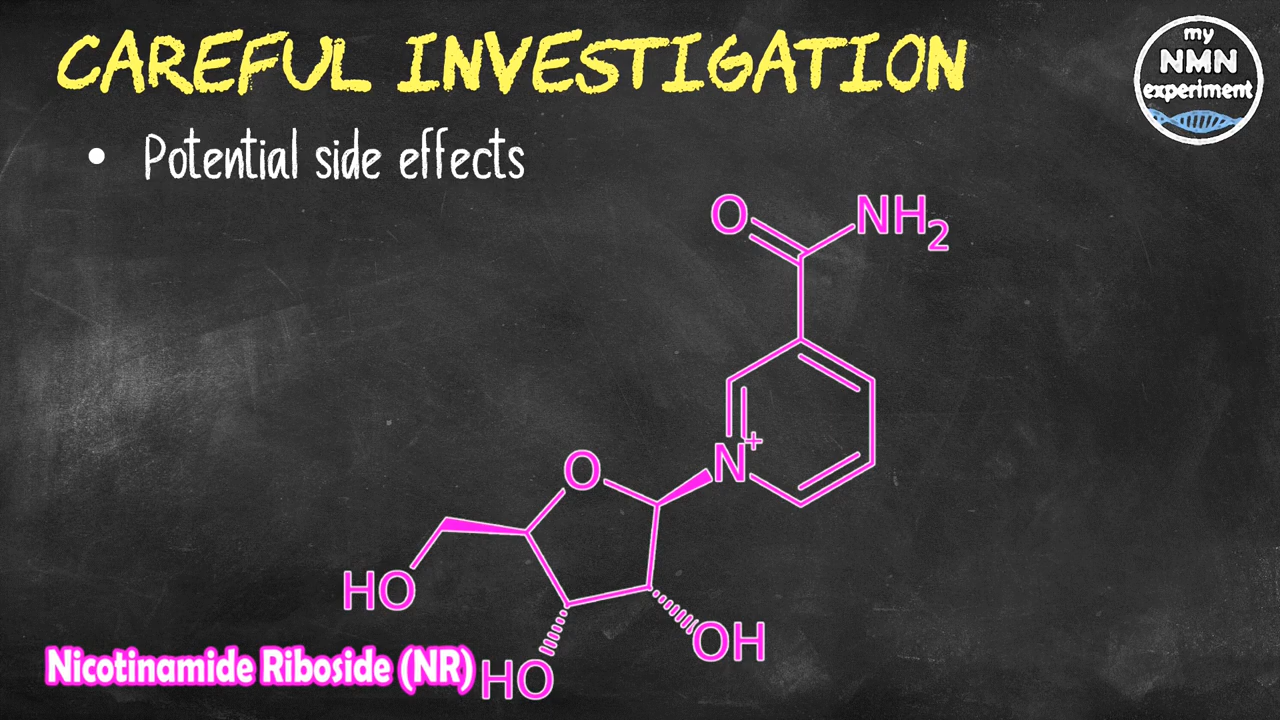 CAREFUL INVESTIGATION
my
NMN
experiment
• Potential side effects
O
NH2
N+
O
HO
OH
HO
Nicotinamide Riboside (NR)